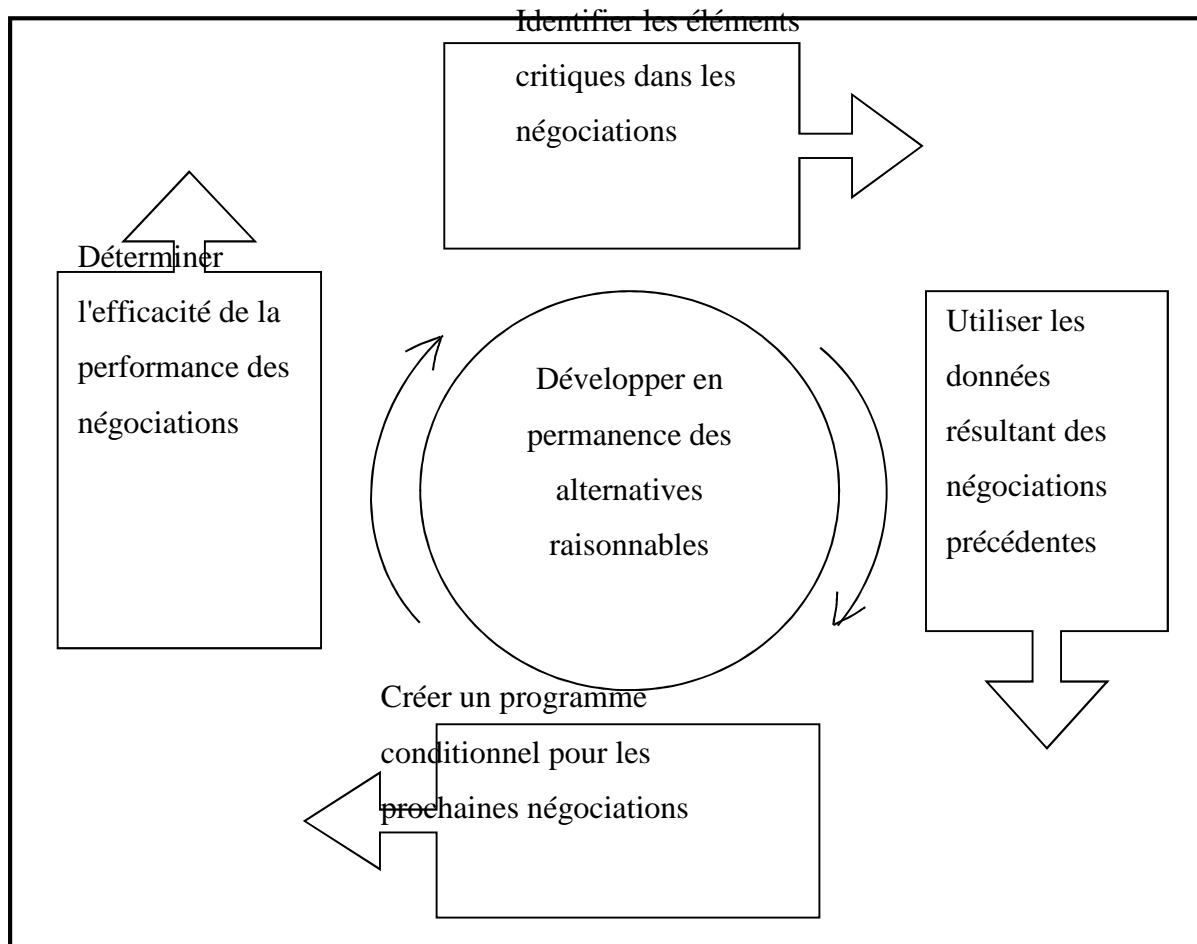 Identifier les éléments
critiques dans les
négociations
Déterminer
l'efficacité de la
performance des
négociations
Développer en
permanence des
alternatives
raisonnables
Utiliser les
données
résultant des
négociations
précédentes
Créer un programme
conditionnel pour les
prochaines négociations